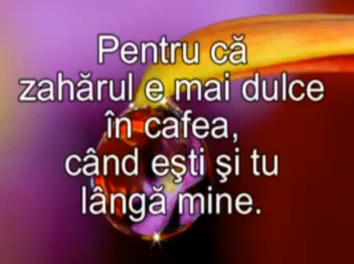 Pentru că
zahărul e mai dulce
în cafea,
când eşti şi tu
lângă mine.